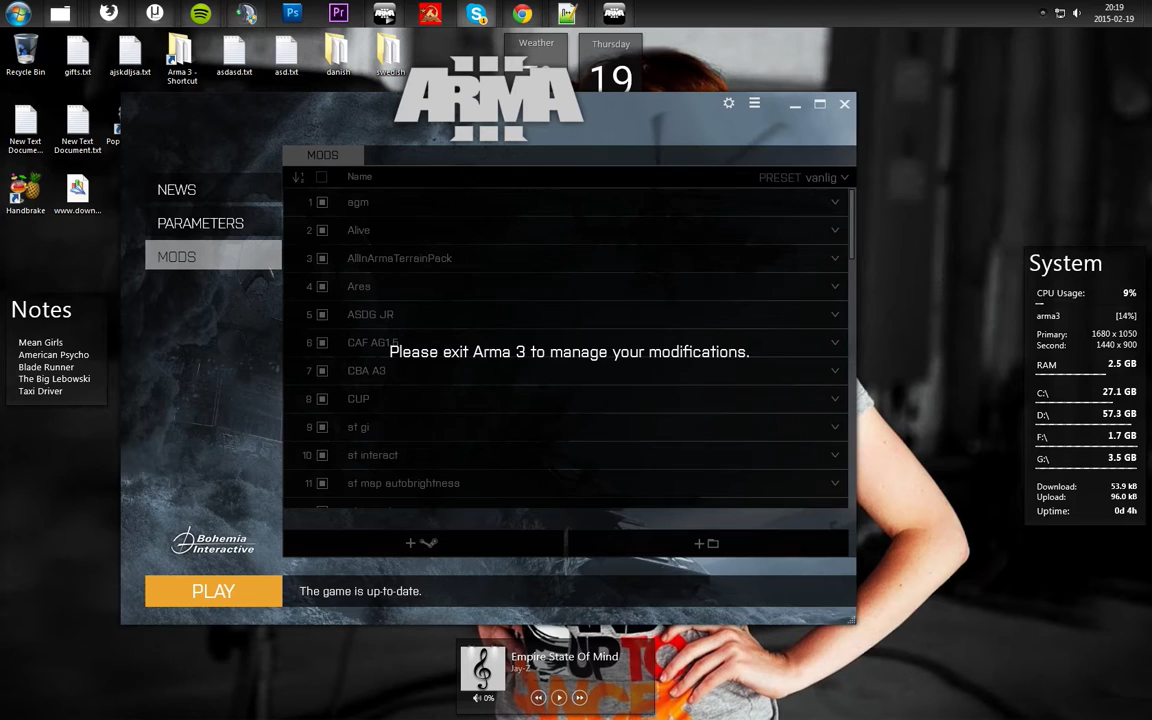 20:19
2015-02-19
Recycle Bin
gifts.txt
ajskdljsa.txt
Arma 3 -
Shortcut
asdasd.txt
asd.txt
danish
swedish
New Text
Docume...
New Text
Document.txt
Pop
Handbrake
www.down...
Weather
Thursday
19
ARMA
III
NEWS
PARAMETERS
MODS
MODS
Name
PRESET vanlig
1 agm
2 Alive
3 AllInArmaTerrainPack
4 Ares
5 ASDG JR
6 CAF AG1.5
Please exit Arma 3 to manage your modifications.
7 CBA A3
8 CUP
9 st gi
10 st interact
11 st map autobrightness
Bohemia
Interactive
PLAY
The game is up-to-date.
Notes
Mean Girls
American Psycho
Blade Runner
The Big Lebowski
Taxi Driver
System
CPU Usage: 9%
arma3 [14%]
Primary: 1680 x 1050
Second: 1440 x 900
RAM 2.5 GB
C:\ 27.1 GB
D:\ 57.3 GB
F:\ 1.7 GB
G:\ 3.5 GB
Download: 53.9 kB
Upload: 96.0 kB
Uptime: 0d 4h
Empire State Of Mind
Jay-Z
0%
UP TO